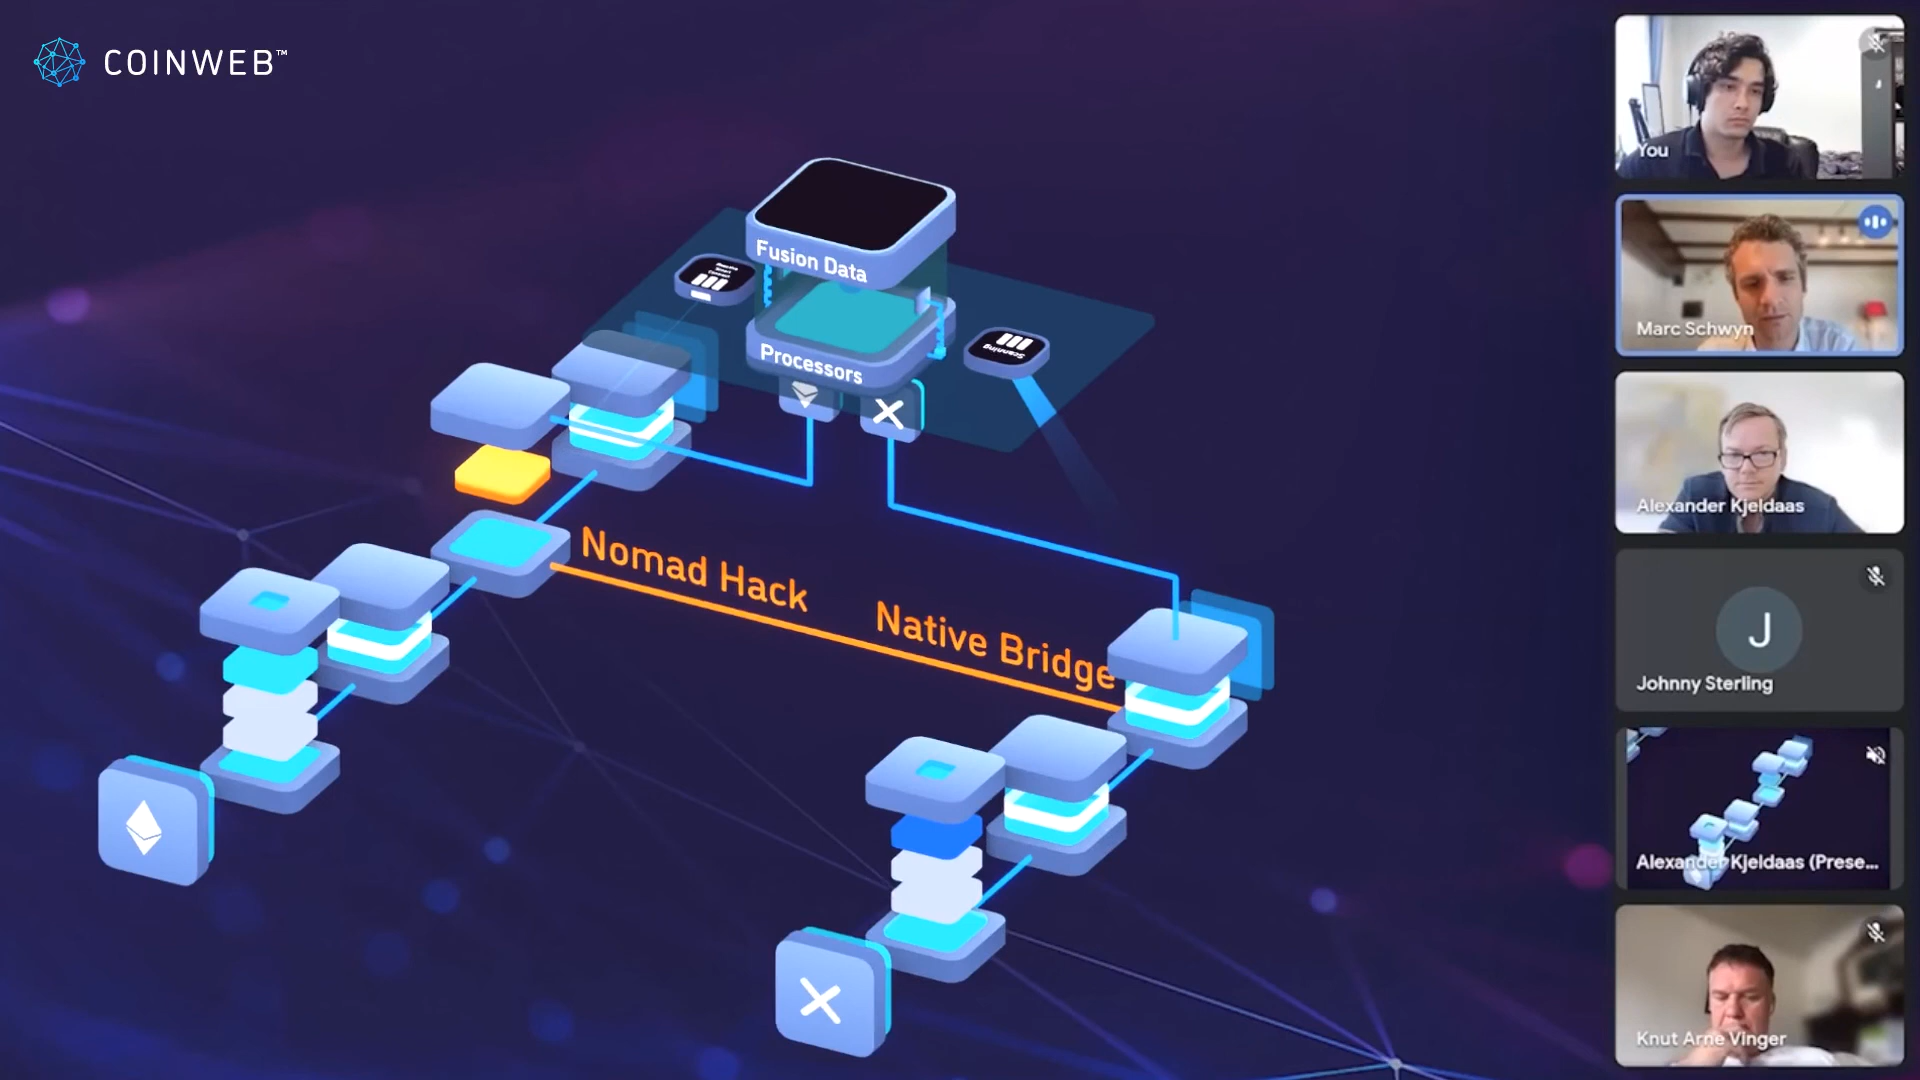 COINWEB™
Fusion Data
Processors
Scanning
Nomad Hack
Native Bridge
You
Marc Schwyn
Alexander Kjeldaas
J
Johnny Sterling
Alexander Kjeldaas (Prese...
Knut Arne Vinger